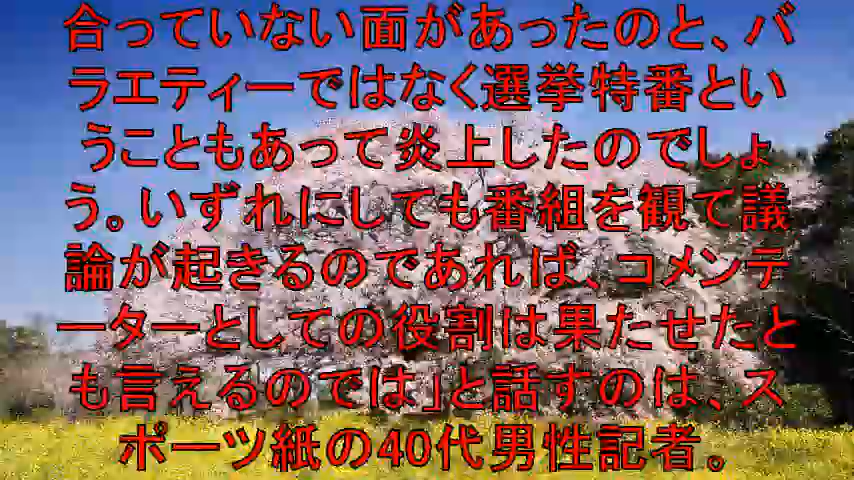 合っていない面があったのと、バ
ラエティーではなく選挙特番とい
うこともあって炎上したのでしょ
う。いずれにしても番組を観て議
論が起きるのであれば、コメンテ
ーターとしての役割は果たせたと
も言えるのでは」と話すのは、ス
ポーツ紙の40代男性記者。